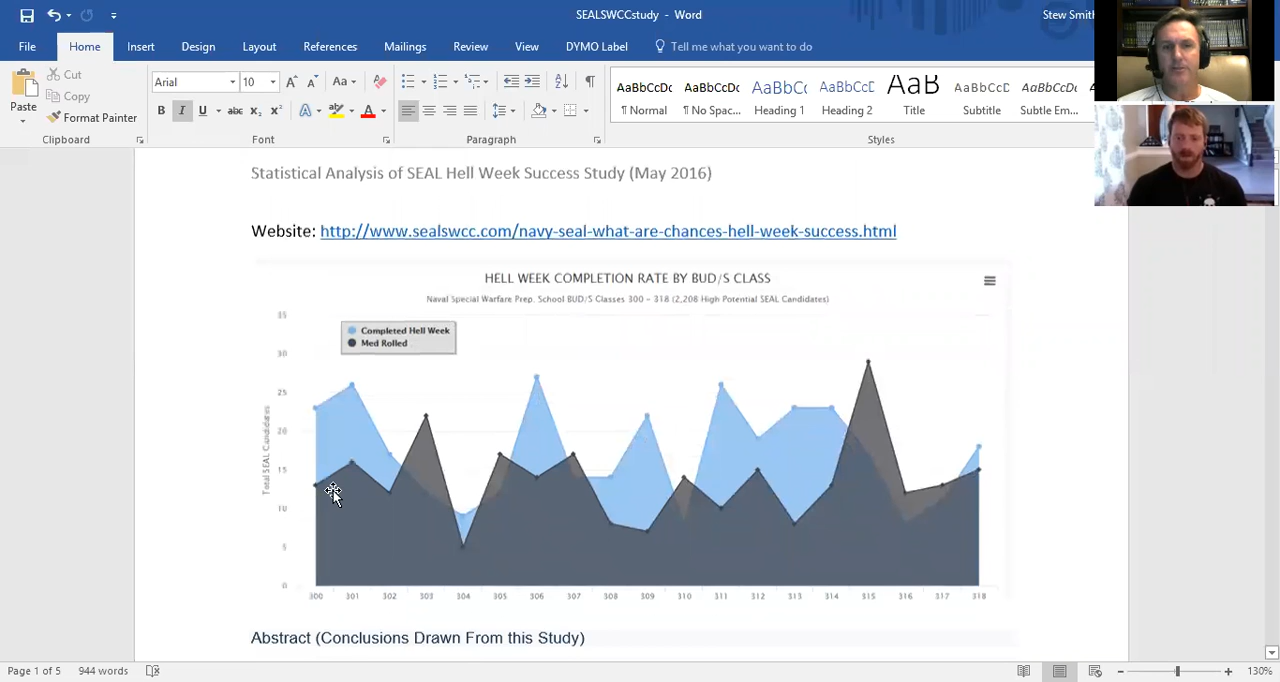 SEALSWCCstudy - Word
Stew Smith
File Home Insert Design Layout References Mailings Review View DYMO Label Tell me what you want to do
Paste
Cut
Copy
Format Painter
Arial 10
Aa
B I U abc x₂ x² A A
AaBbCcDc AaBbCcDc AaBbCc AaBbCcC AaB AaBbCcD AaBbCcDc
¶ Normal ¶ No Spac... Heading 1 Heading 2 Title Subtitle Subtle Em...
Clipboard Font Paragraph Styles
Statistical Analysis of SEAL Hell Week Success Study (May 2016)
Website: http://www.sealswcc.com/navy-seal-what-are-chances-hell-week-success.html
HELL WEEK COMPLETION RATE BY BUD/S CLASS
Naval Special Warfare Prep. School BUD/S Classes 300 - 318 (2,208 High Potential SEAL Candidates)
Completed Hell Week
Med Rolled
Total SEAL Candidates
35
30
25
20
15
10
5
0
300 301 302 303 304 305 306 307 308 309 310 311 312 313 314 315 316 317 318
Abstract (Conclusions Drawn From this Study)
Page 1 of 5 944 words 130%